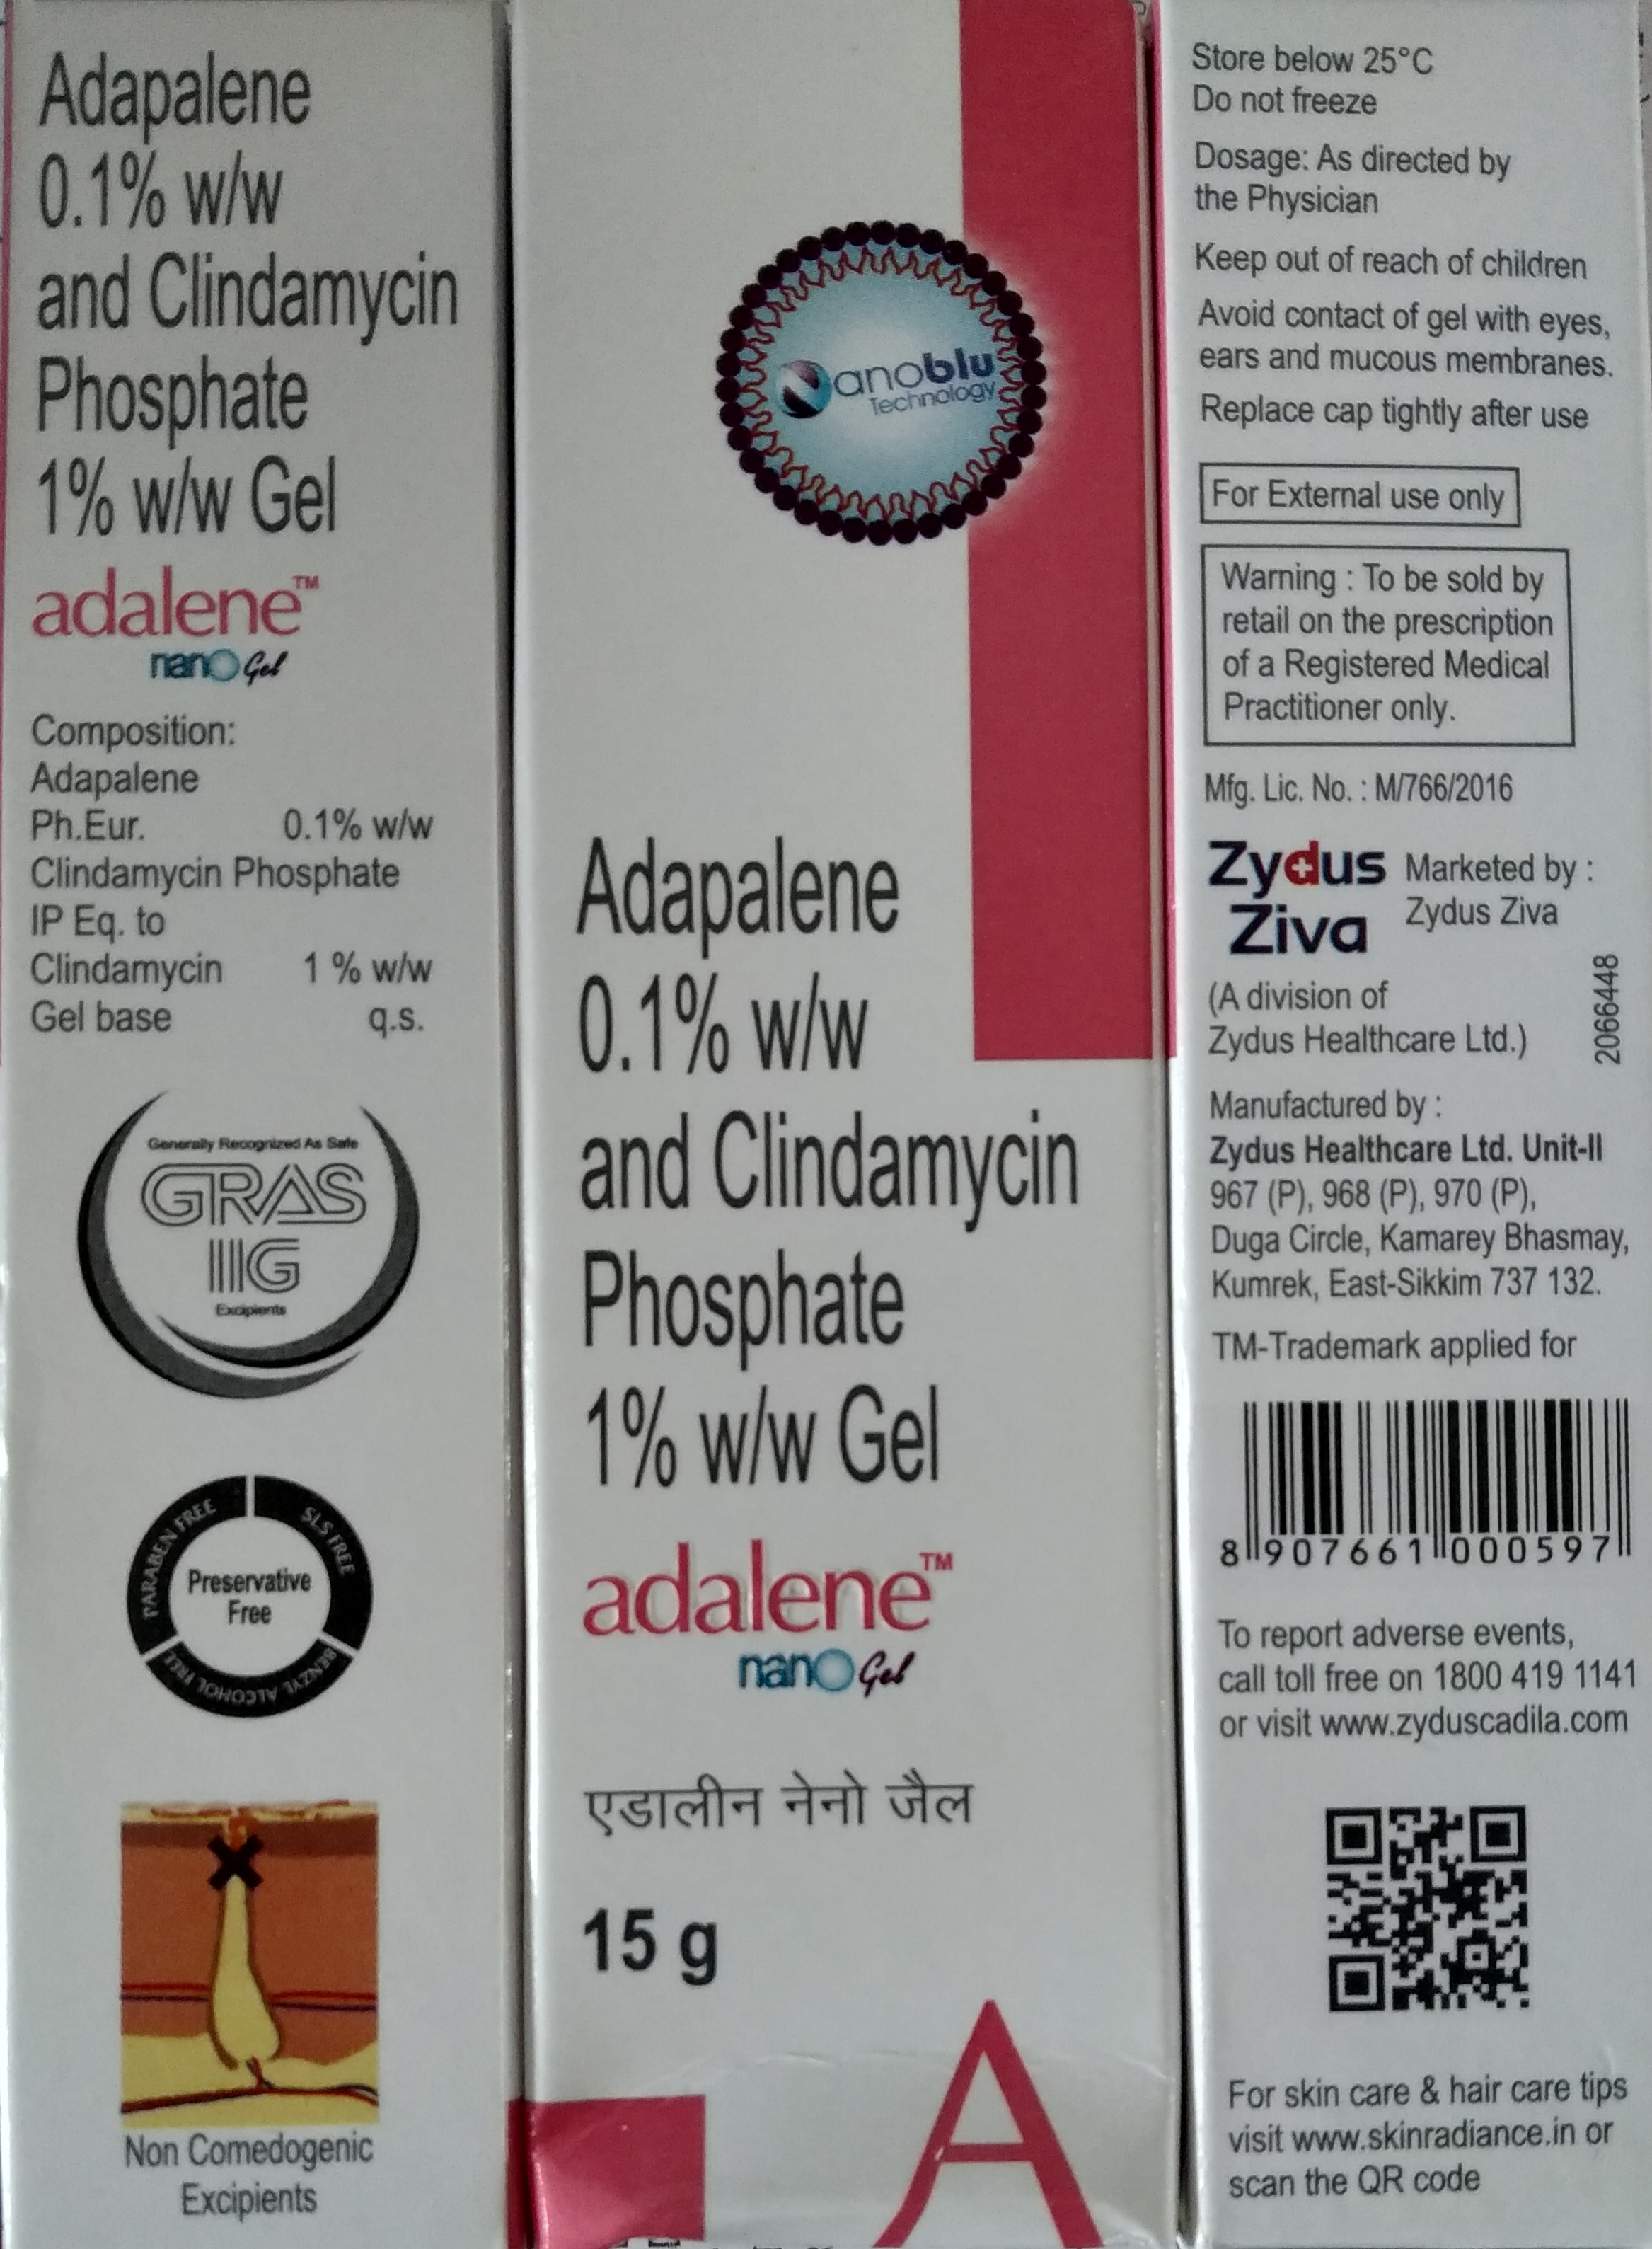 Adapalene
0.1% w/w
and Clindamycin
Phosphate
1% w/w Gel
adalene™
nano Gel
Composition:
Adapalene
Ph.Eur. 0.1% w/w
Clindamycin Phosphate
IP Eq. to
Clindamycin 1 % w/w
Gel base q.s.
Generally Recognized As Safe
GRAS
IIG
Excipients
PARABEN FREE
SLS FREE
Preservative
Free
BENZYL ALCOHOL FREE
Non Comedogenic
Excipients
Nanoblu
Technology
Adapalene
0.1% w/w
and Clindamycin
Phosphate
1% w/w Gel
adalene™
nano Gel
एडालीन नेनो जैल
15 g
A
Store below 25°C
Do not freeze
Dosage: As directed by
the Physician
Keep out of reach of children
Avoid contact of gel with eyes,
ears and mucous membranes.
Replace cap tightly after use
For External use only
Warning : To be sold by
retail on the prescription
of a Registered Medical
Practitioner only.
Mfg. Lic. No. : M/766/2016
Zydus
Ziva
Marketed by :
Zydus Ziva
(A division of
Zydus Healthcare Ltd.)
2066448
Manufactured by :
Zydus Healthcare Ltd. Unit-II
967 (P), 968 (P), 970 (P),
Duga Circle, Kamarey Bhasmay,
Kumrek, East-Sikkim 737 132.
TM-Trademark applied for
8 907661 000597
To report adverse events,
call toll free on 1800 419 1141
or visit www.zyduscadila.com
For skin care & hair care tips
visit www.skinradiance.in or
scan the QR code